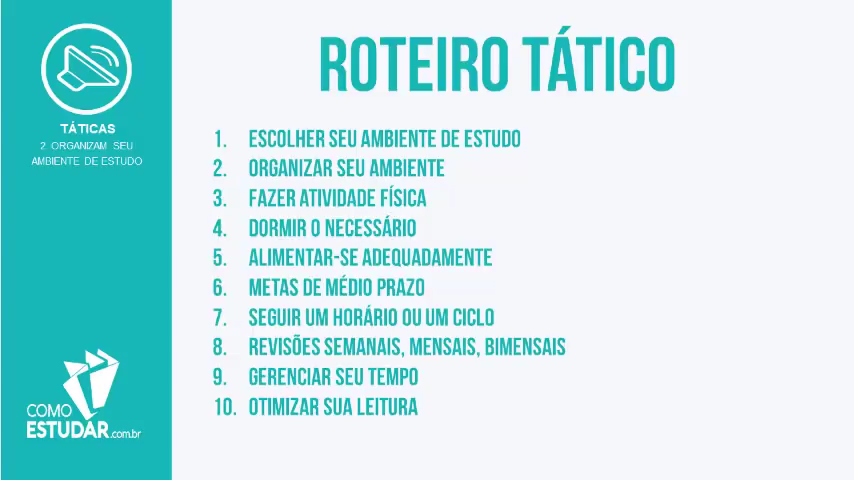 TÁTICAS
2 ORGANIZAM SEU
AMBIENTE DE ESTUDO
COMO
ESTUDAR.com.br
ROTEIRO TÁTICO
1. ESCOLHER SEU AMBIENTE DE ESTUDO
2. ORGANIZAR SEU AMBIENTE
3. FAZER ATIVIDADE FÍSICA
4. DORMIR O NECESSÁRIO
5. ALIMENTAR-SE ADEQUADAMENTE
6. METAS DE MÉDIO PRAZO
7. SEGUIR UM HORÁRIO OU UM CICLO
8. REVISÕES SEMANAIS, MENSAIS, BIMENSAIS
9. GERENCIAR SEU TEMPO
10. OTIMIZAR SUA LEITURA